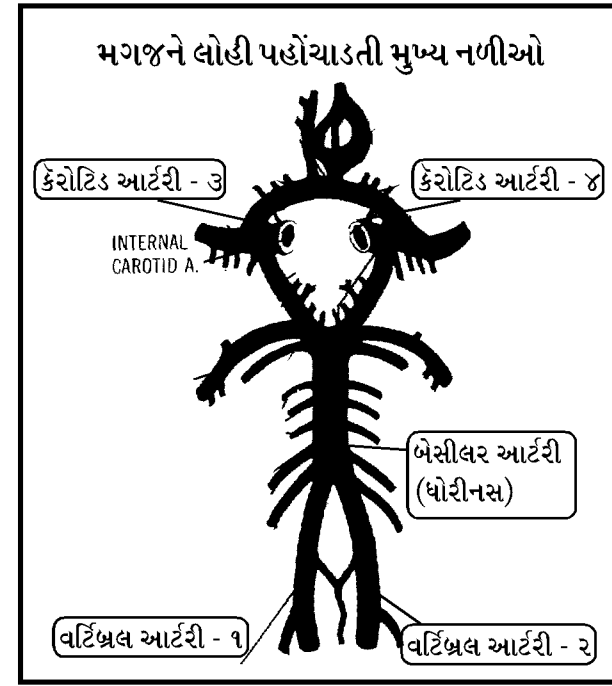 મગજને લોહી પહોંચાડતી મુખ્ય નળીઓ
કૅરોટિડ આર્ટરી - ૩
કૅરોટિડ આર્ટરી - ૪
INTERNAL
CAROTID A.
બેસીલર આર્ટરી
(ધોરીનસ)
વર્ટિબ્રલ આર્ટરી - ૧
વર્ટિબ્રલ આર્ટરી - ૨